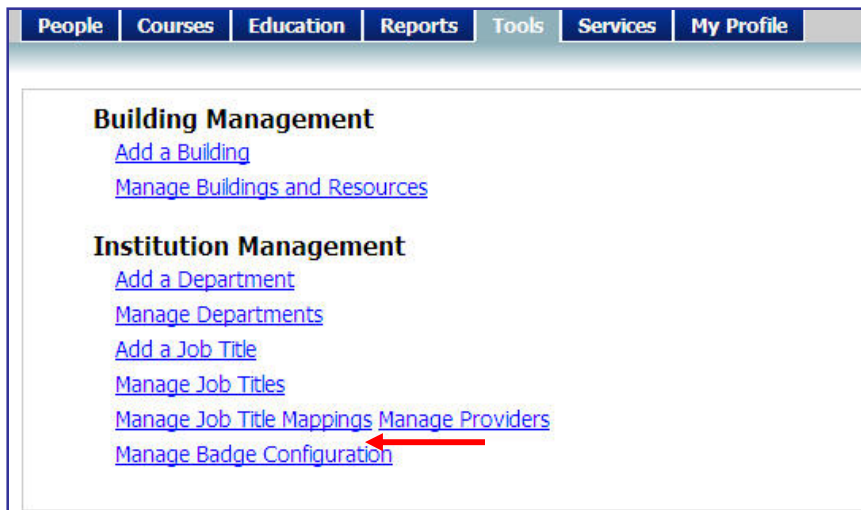 People Courses Education Reports Tools Services My Profile
Building Management
Add a Building
Manage Buildings and Resources
Institution Management
Add a Department
Manage Departments
Add a Job Title
Manage Job Titles
Manage Job Title Mappings Manage Providers
Manage Badge Configuration